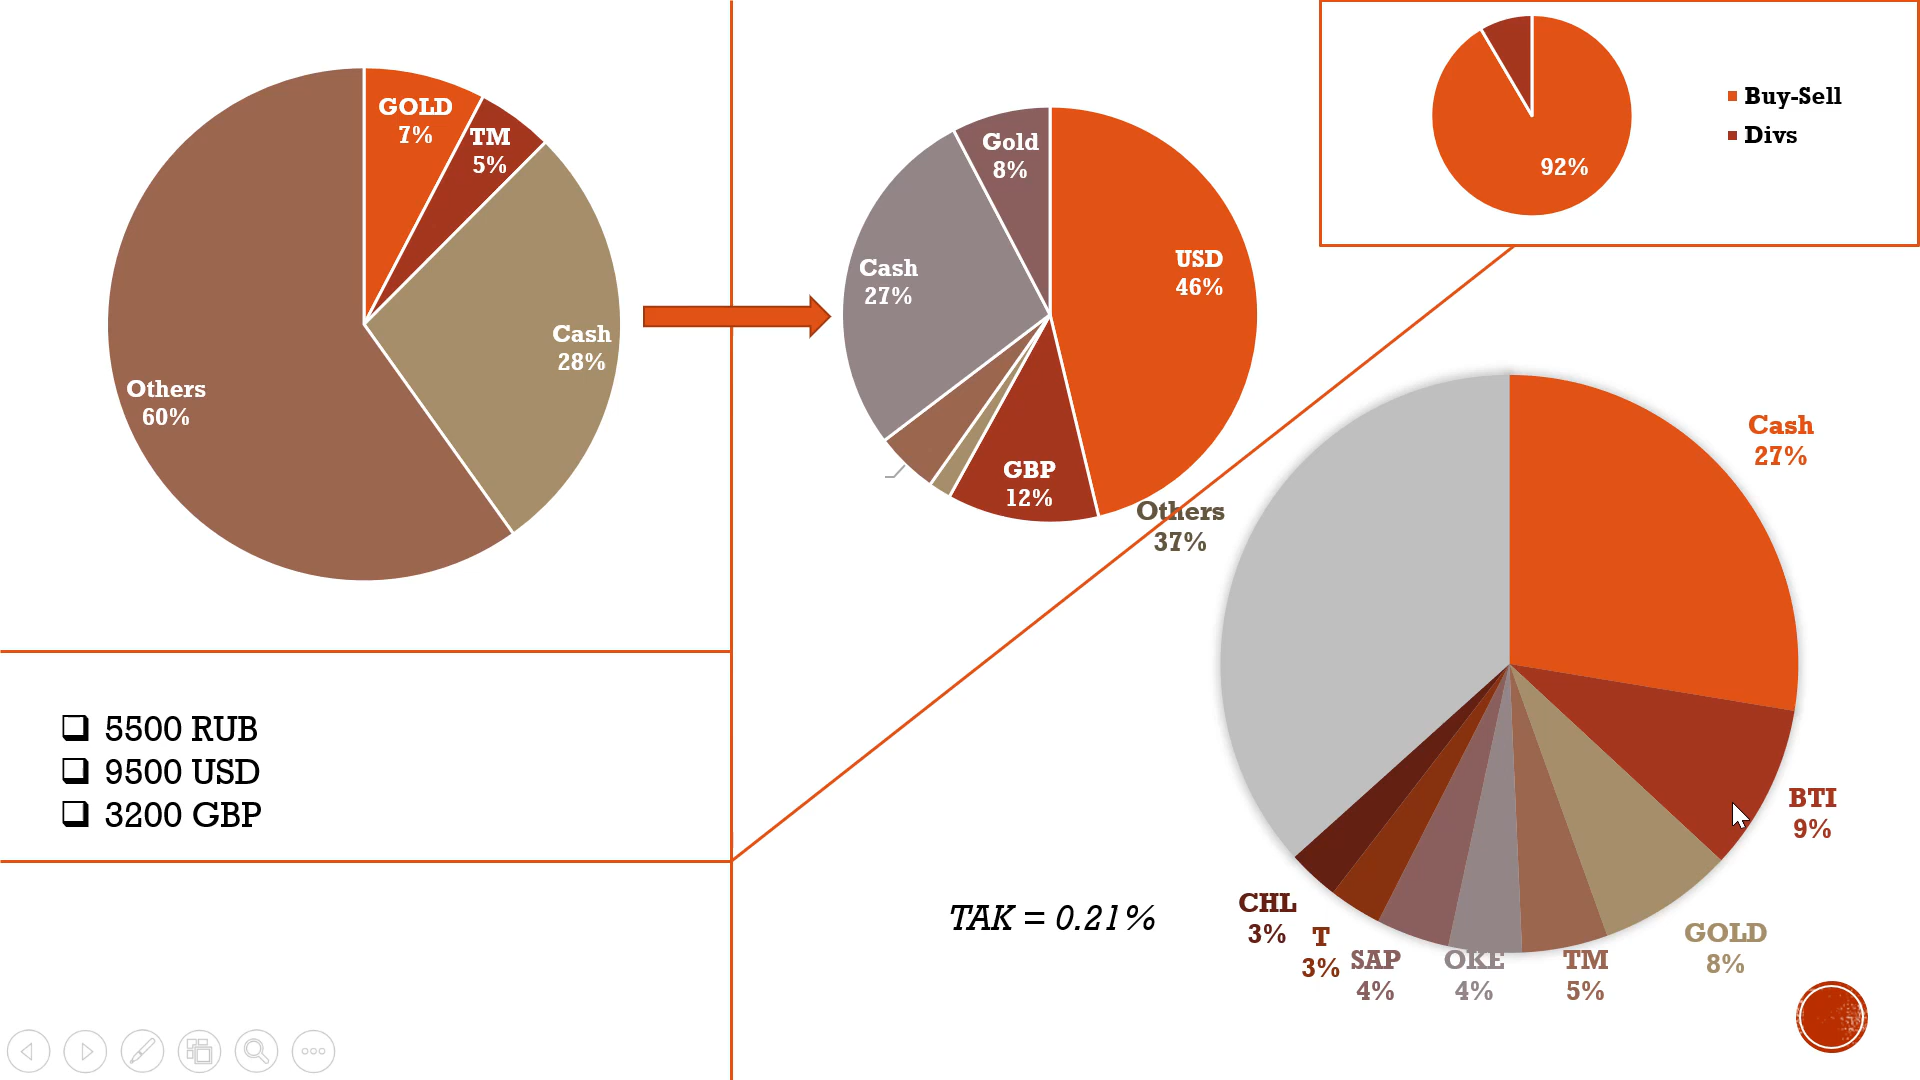 GOLD
7%
TM
5%
Cash
28%
Others
60%
Gold
8%
USD
46%
Cash
27%
GBP
12%
92%
Buy-Sell
Divs
5500 RUB
9500 USD
3200 GBP
Others
37%
Cash
27%
BTI
9%
GOLD
8%
TM
5%
OKE
4%
SAP
4%
T
3%
CHL
3%
TAK = 0.21%